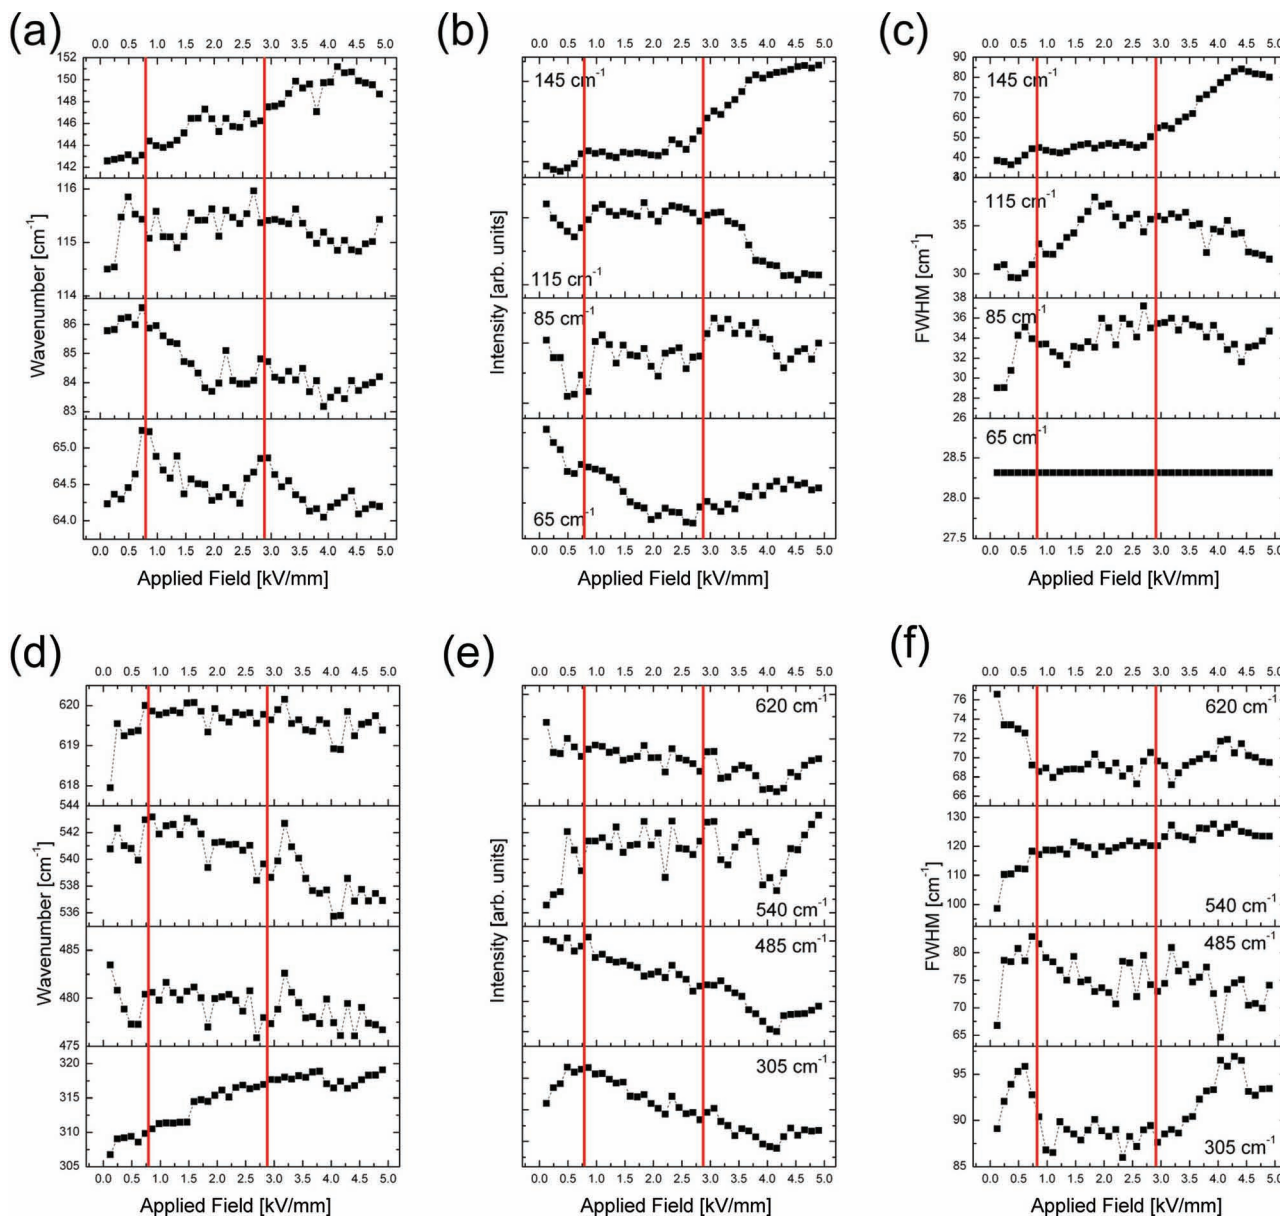 (a)
0.0 0.5 1.0 1.5 2.0 2.5 3.0 3.5 4.0 4.5 5.0
152
150
148
146
144
142
116
115
114
86
85
84
83
65.0
64.5
64.0
Wavenumber [cm-1]
0.0 0.5 1.0 1.5 2.0 2.5 3.0 3.5 4.0 4.5 5.0
Applied Field [kV/mm]
(b)
0.0 0.5 1.0 1.5 2.0 2.5 3.0 3.5 4.0 4.5 5.0
145 cm-1
115 cm-1
85 cm-1
65 cm-1
Intensity [arb. units]
0.0 0.5 1.0 1.5 2.0 2.5 3.0 3.5 4.0 4.5 5.0
Applied Field [kV/mm]
(c)
0.0 0.5 1.0 1.5 2.0 2.5 3.0 3.5 4.0 4.5 5.0
90
80
70
60
50
40
145 cm-1
35
30
115 cm-1
38
36
34
32
30
28
26
85 cm-1
28.5
28.0
27.5
65 cm-1
FWHM [cm-1]
0.0 0.5 1.0 1.5 2.0 2.5 3.0 3.5 4.0 4.5 5.0
Applied Field [kV/mm]
(d)
0.0 0.5 1.0 1.5 2.0 2.5 3.0 3.5 4.0 4.5 5.0
620
619
618
544
542
540
538
536
485
480
475
320
315
310
305
Wavenumber [cm-1]
0.0 0.5 1.0 1.5 2.0 2.5 3.0 3.5 4.0 4.5 5.0
Applied Field [kV/mm]
(e)
0.0 0.5 1.0 1.5 2.0 2.5 3.0 3.5 4.0 4.5 5.0
620 cm-1
540 cm-1
485 cm-1
305 cm-1
Intensity [arb. units]
0.0 0.5 1.0 1.5 2.0 2.5 3.0 3.5 4.0 4.5 5.0
Applied Field [kV/mm]
(f)
0.0 0.5 1.0 1.5 2.0 2.5 3.0 3.5 4.0 4.5 5.0
76
74
72
70
68
66
620 cm-1
130
120
110
100
540 cm-1
80
75
70
65
485 cm-1
95
90
85
305 cm-1
FWHM [cm-1]
0.0 0.5 1.0 1.5 2.0 2.5 3.0 3.5 4.0 4.5 5.0
Applied Field [kV/mm]